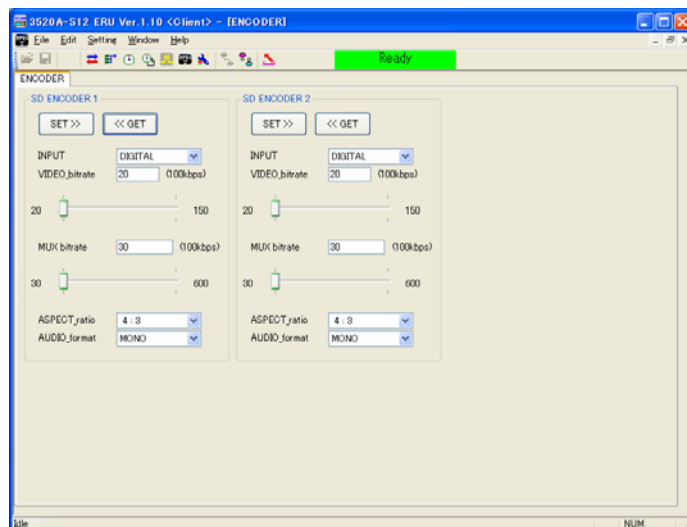 3520A-S12 ERU Ver.1.10 <Client> - [ENCODER]
File Edit Setting Window Help
Ready
ENCODER
SD ENCODER 1
SET >>
<< GET
INPUT
DIGITAL
VIDEO_bitrate
20
(100kbps)
20
150
MUX bitrate
30
(100kbps)
30
600
ASPECT_ratio
4 : 3
AUDIO_format
MONO
SD ENCODER 2
SET >>
<< GET
INPUT
DIGITAL
VIDEO_bitrate
20
(100kbps)
20
150
MUX bitrate
30
(100kbps)
30
600
ASPECT_ratio
4 : 3
AUDIO_format
MONO
Idle
NUM